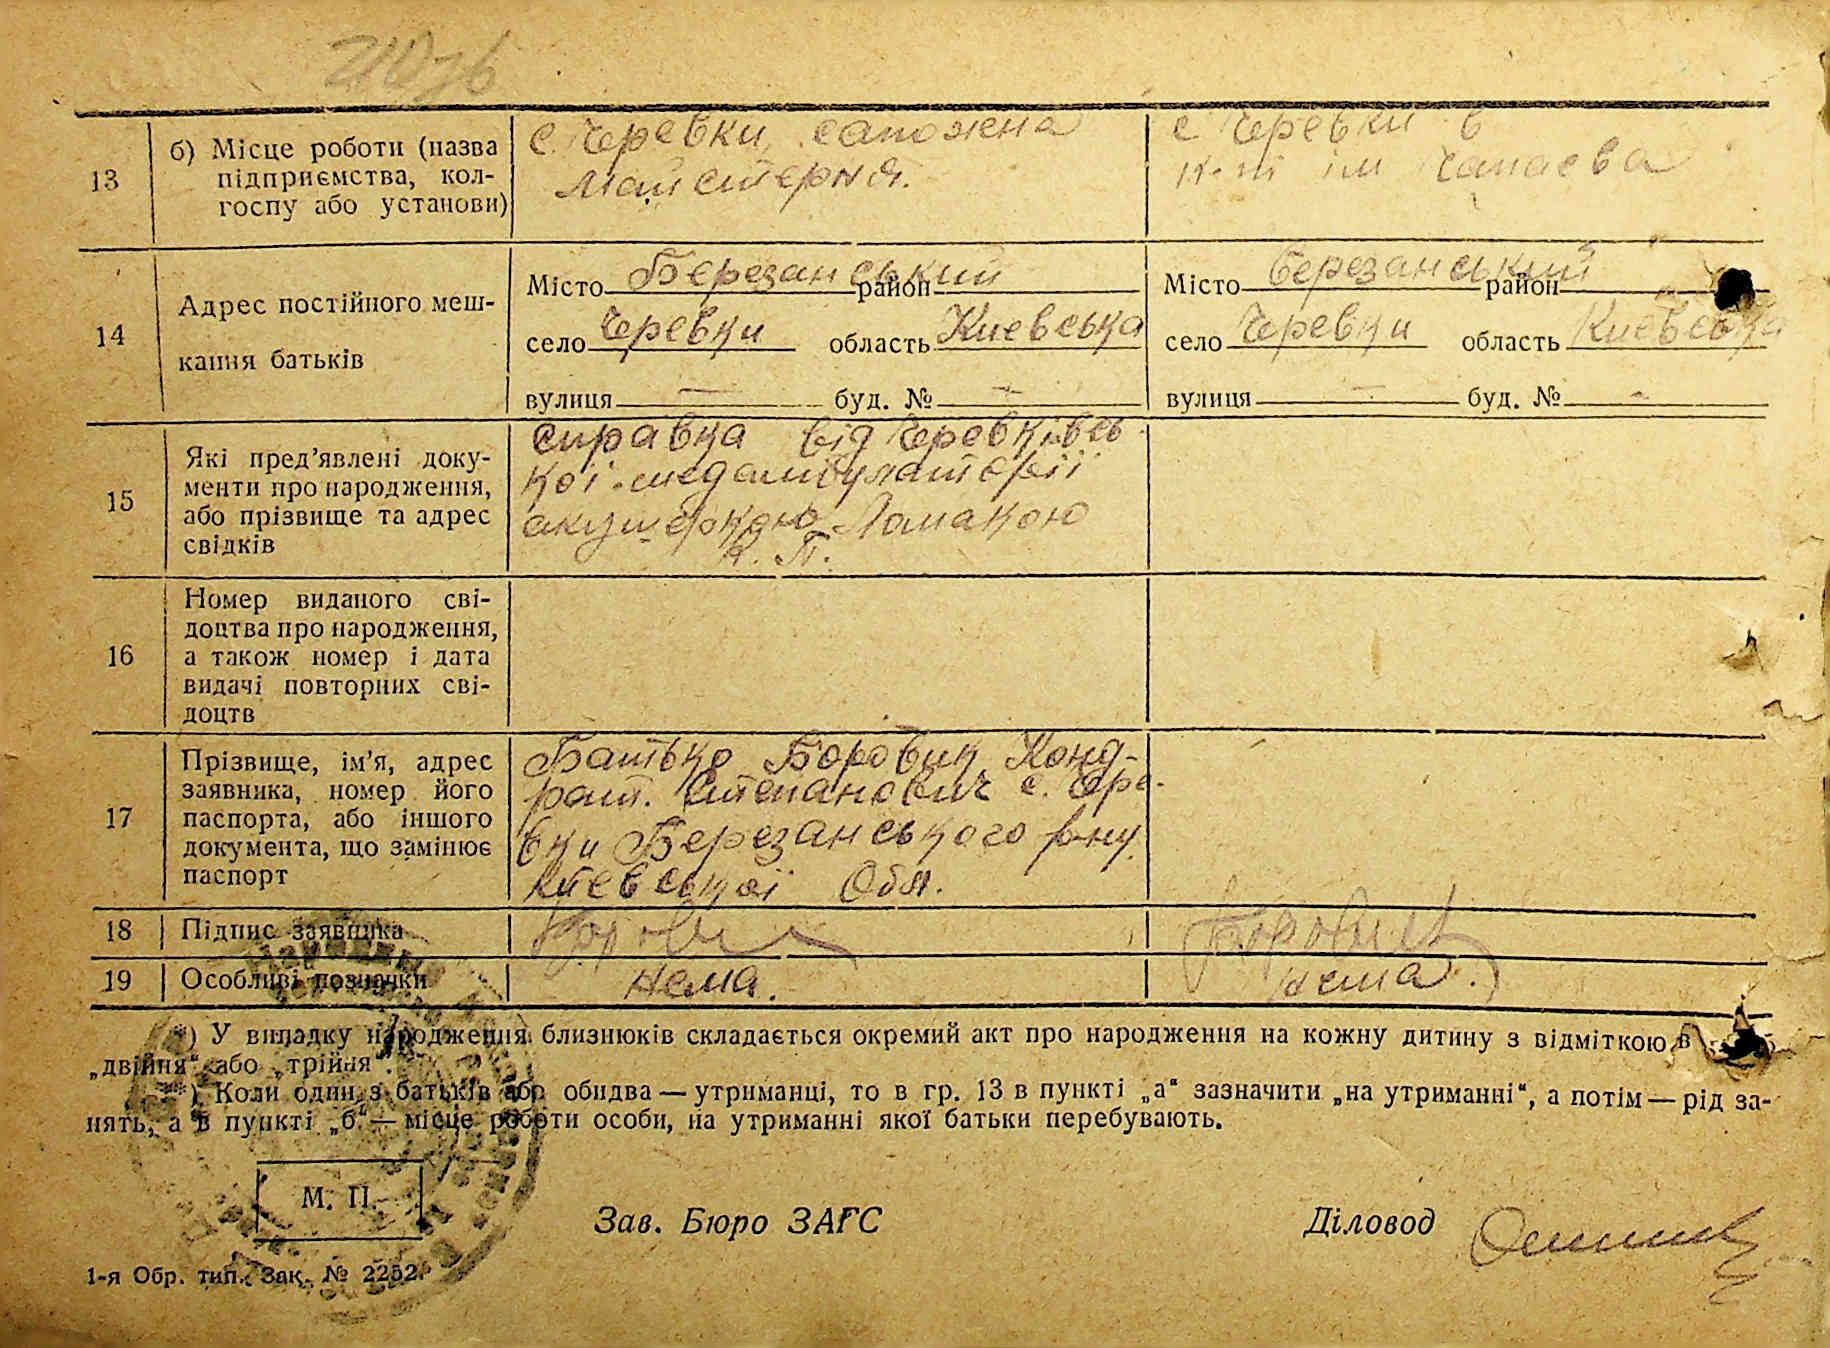 13
б) Місце роботи (назва
підприємства, кол-
госпу або установи)
с. Черевки, сапожна
майстерня.
с Черевки в
к-пі ім Чапаєва
14
Адрес постійного меш-
кання батьків
Місто Березанський район
село Черевки область Киевська
вулиця — буд. № —
Місто Березанський район
село Черевки область Киевська
вулиця — буд. № -
15
Які пред’явлені доку-
менти про народження,
або прізвище та адрес
свідків
справка від Черевківсь-
кої медамбулаторії
акушеркою Ломакою
К. П.
16
Номер виданого сві-
доцтва про народження,
а також номер і дата
видачі повторних сві-
доцтв
17
Прізвище, ім’я, адрес
заявника, номер його
паспорта, або іншого
документа, що замінює
паспорт
Батько Боровик Конд-
рат. Степанович с. Чере-
вки Березанського р-ну
Киевської Обл.
18
Підпис заявника
Боровик
19
Особливі позначки
нема.
нема.
*) У випадку народження близнюків складається окремий акт про народження на кожну дитину з відміткою в
„двійня“ або „трійня“.
**) Коли один з батьків або обидва — утриманці, то в гр. 13 в пункті „а“ зазначити „на утриманні“, а потім — рід за-
нять, а в пункті „б“ — місце роботи особи, на утриманні якої батьки перебувають.
М. П.
Зав. Бюро ЗАГС
Діловод
1-я Обр. тип. Зак. № 2252.